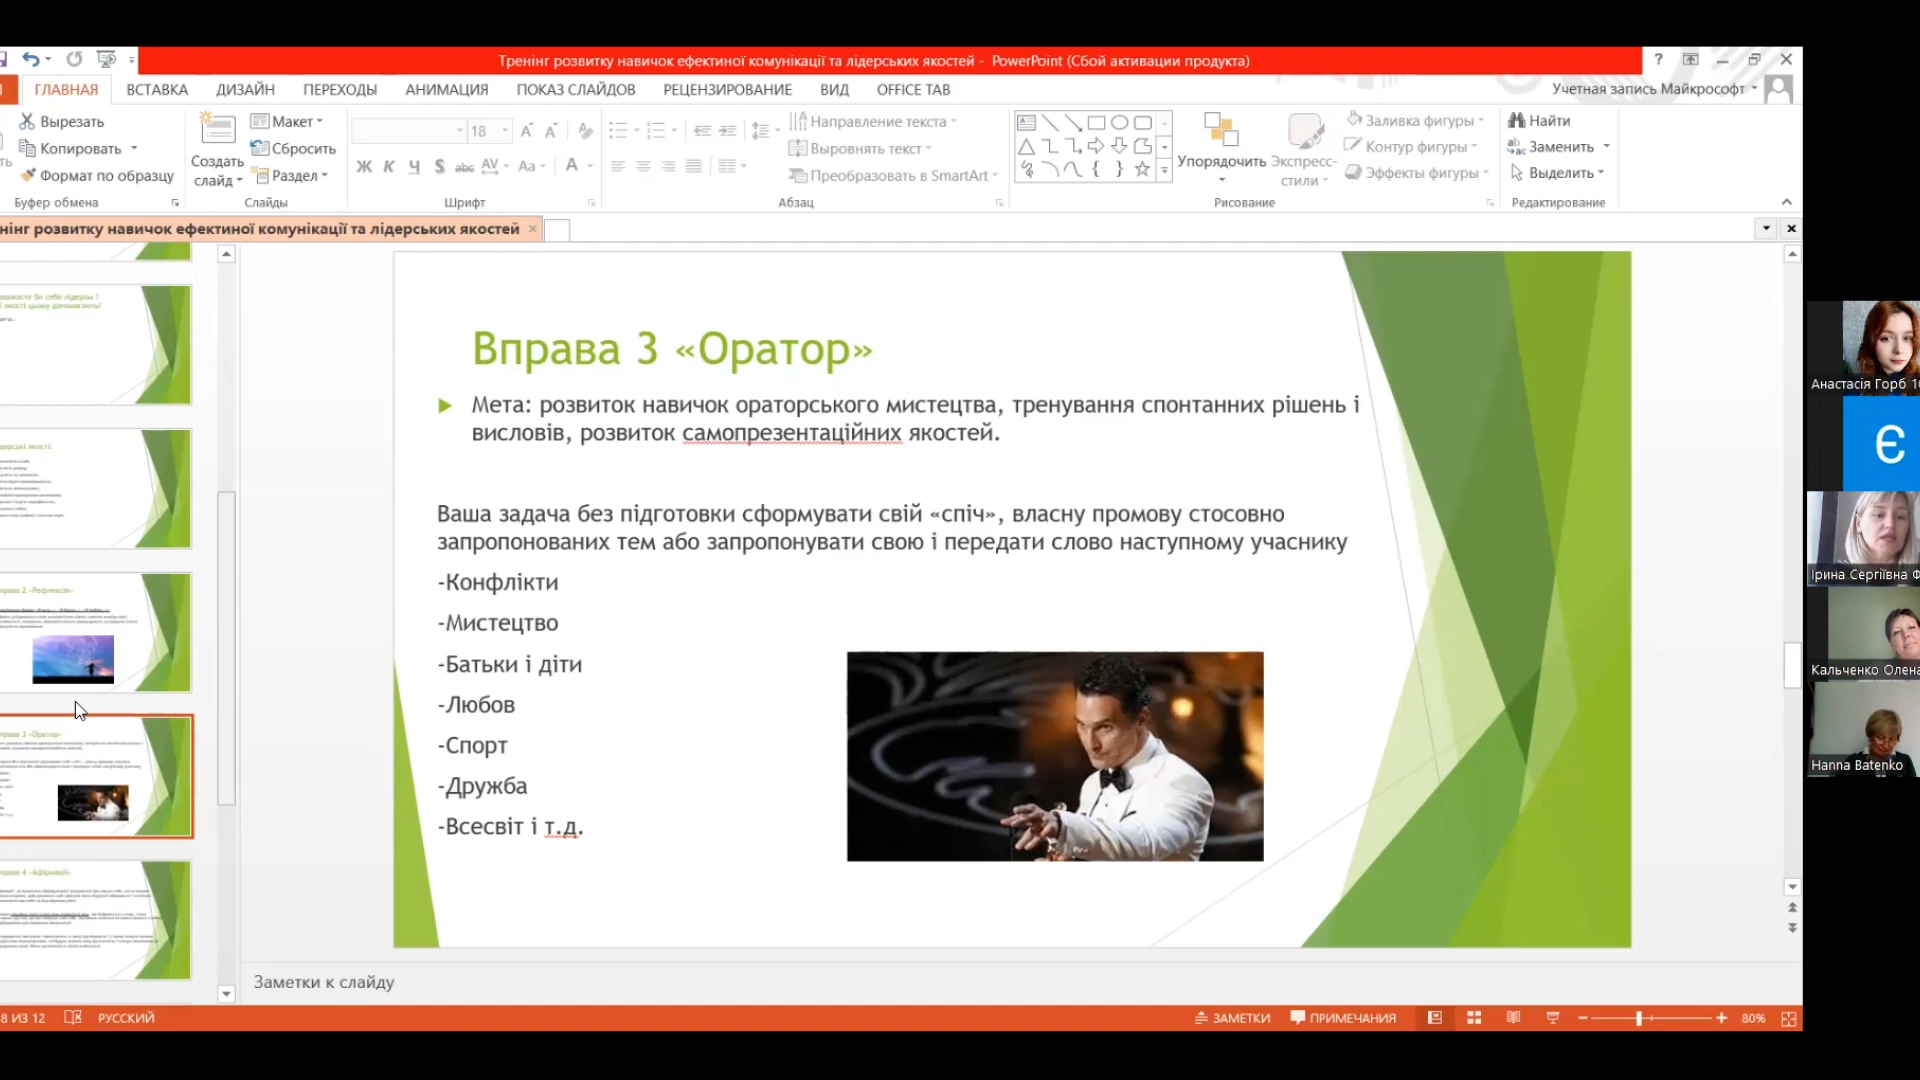 Тренінг розвитку навичок ефектиної комунікації та лідерських якостей - PowerPoint (Сбой активации продукта)
ГЛАВНАЯ ВСТАВКА ДИЗАЙН ПЕРЕХОДЫ АНИМАЦИЯ ПОКАЗ СЛАЙДОВ РЕЦЕНЗИРОВАНИЕ ВИД OFFICE TAB
Учетная запись Майкрософт
Вырезать
Копировать
Формат по образцу
Буфер обмена
Создать
слайд
Макет
Сбросить
Раздел
Слайды
18
Ж К Ч S abc AV Aa A
Шрифт
Направление текста
Выровнять текст
Преобразовать в SmartArt
Абзац
Упорядочить
Экспресс-
стили
Заливка фигуры
Контур фигуры
Эффекты фигуры
Рисование
Найти
Заменить
Выделить
Редактирование
нінг розвитку навичок ефектиної комунікації та лідерських якостей
Вправа 3 «Оратор»
Мета: розвиток навичок ораторського мистецтва, тренування спонтанних рішень і
висловів, розвиток самопрезентаційних якостей.
Ваша задача без підготовки сформувати свій «спіч», власну промову стосовно
запропонованих тем або запропонувати свою і передати слово наступному учаснику
-Конфлікти
-Мистецтво
-Батьки і діти
-Любов
-Спорт
-Дружба
-Всесвіт і т.д.
Заметки к слайду
8 ИЗ 12 РУССКИЙ
ЗАМЕТКИ ПРИМЕЧАНИЯ 80%
Анастасія Горб
Є
Ірина Сергіївна
Кальченко Олена
Hanna Batenko